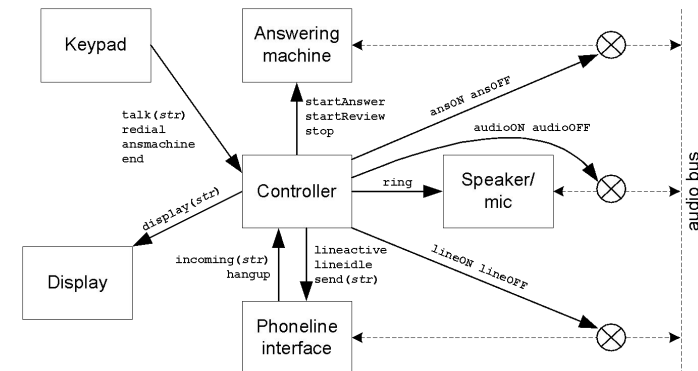 Keypad
Answering
machine
talk(str)
redial
ansmachine
end
startAnswer
startReview
stop
ansON ansOFF
audioON audioOFF
Controller
ring
Speaker/
mic
audio bus
display(str)
Display
incoming(str)
hangup
lineactive
lineidle
send(str)
lineON lineOFF
Phoneline
interface